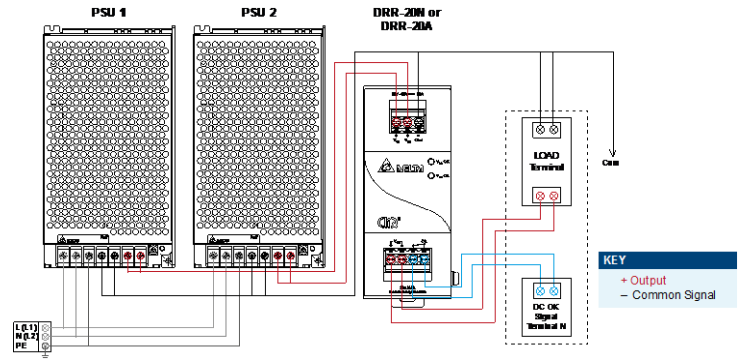 PSU 1
PSU 2
DRR-20N or
DRR-20A
DELTA
LOAD
Terminal
Com
KEY
+ Output
– Common Signal
DC OK
Signal
Terminal N
L(L1)
N(L2)
PE